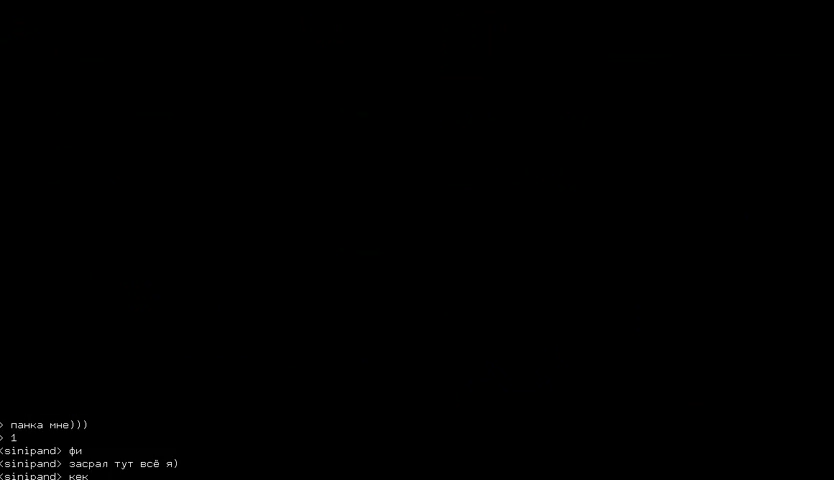 > панка мне)))
> 1
<sinipand> фи
<sinipand> засрал тут всё я)
<sinipand> кек